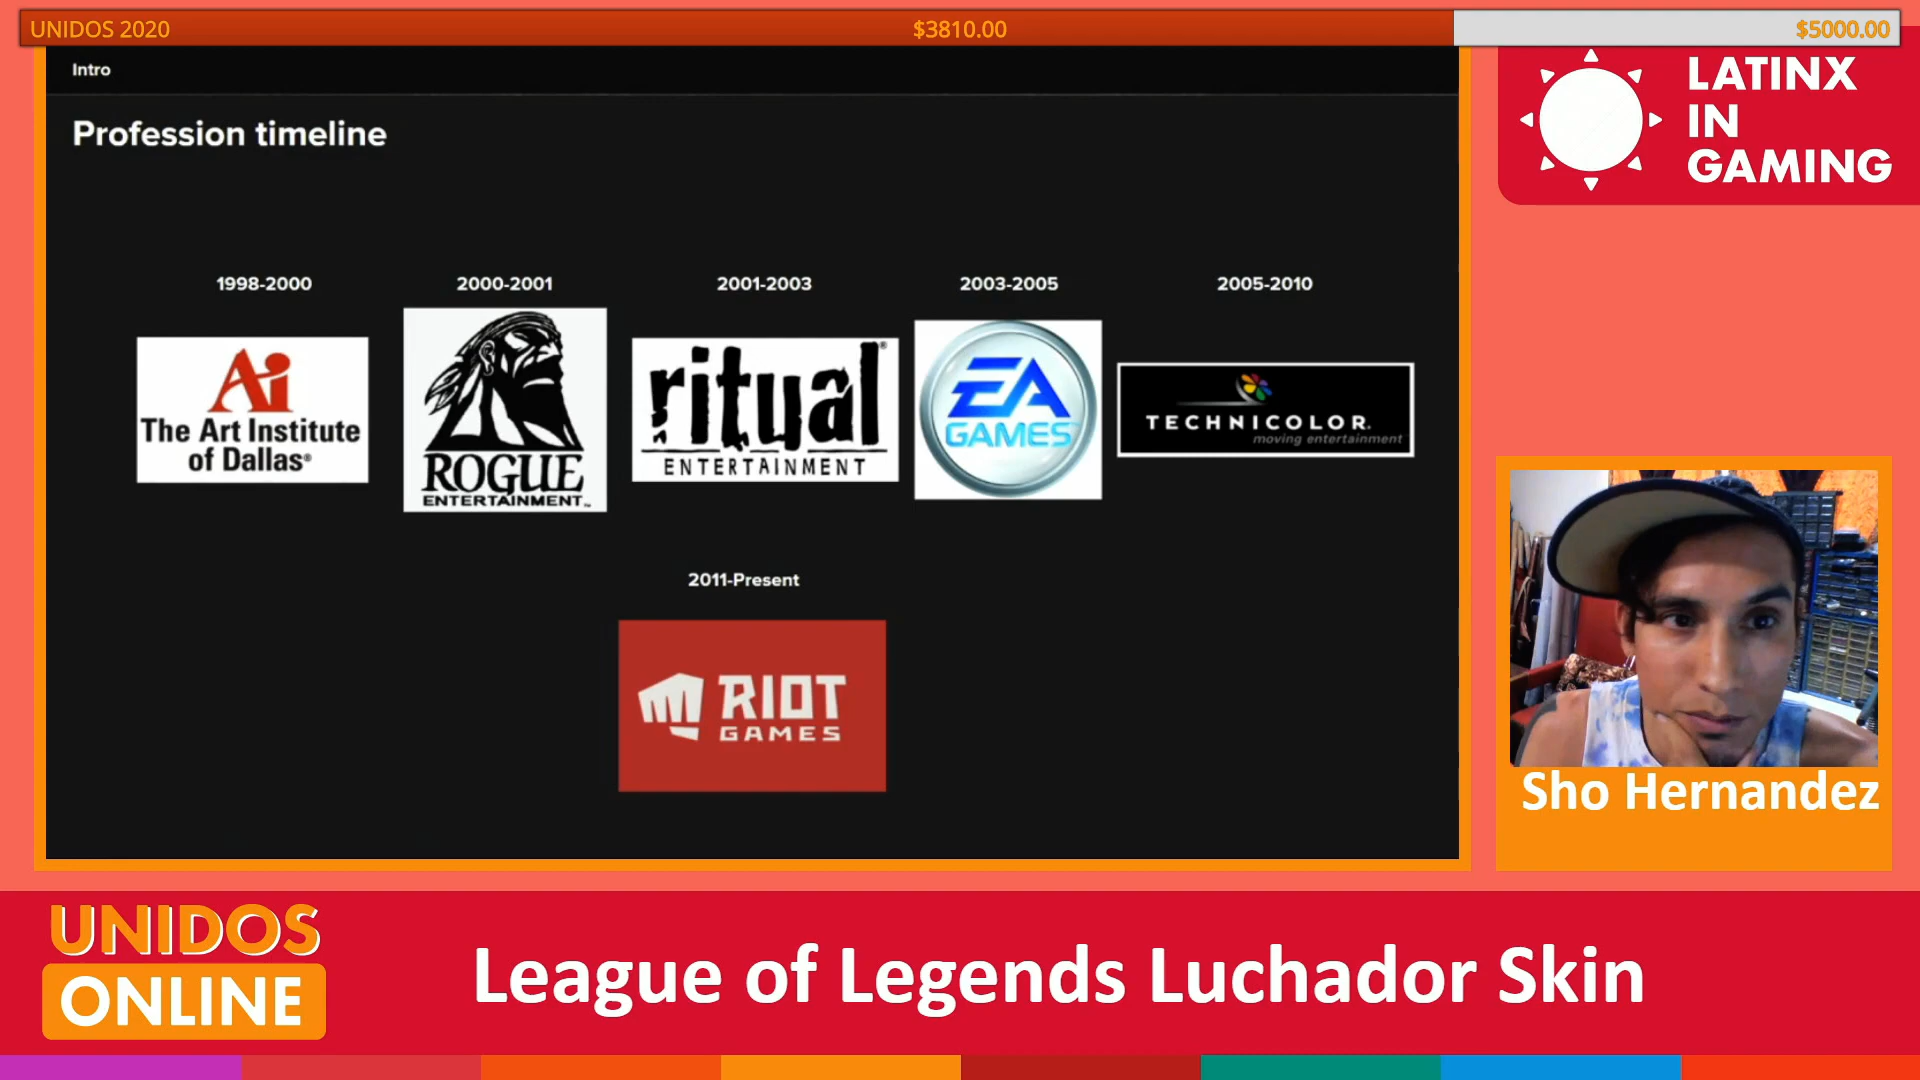 UNIDOS 2020
$3810.00
$5000.00
Intro
LATINX
IN
GAMING
Profession timeline
1998-2000
2000-2001
2001-2003
2003-2005
2005-2010
Ai
The Art Institute
of Dallas®
ROGUE
ENTERTAINMENT™
ritual®
ENTERTAINMENT
EA
GAMES
TECHNICOLOR®
moving entertainment
2011-Present
RIOT
GAMES
Sho Hernandez
UNIDOS
ONLINE
League of Legends Luchador Skin